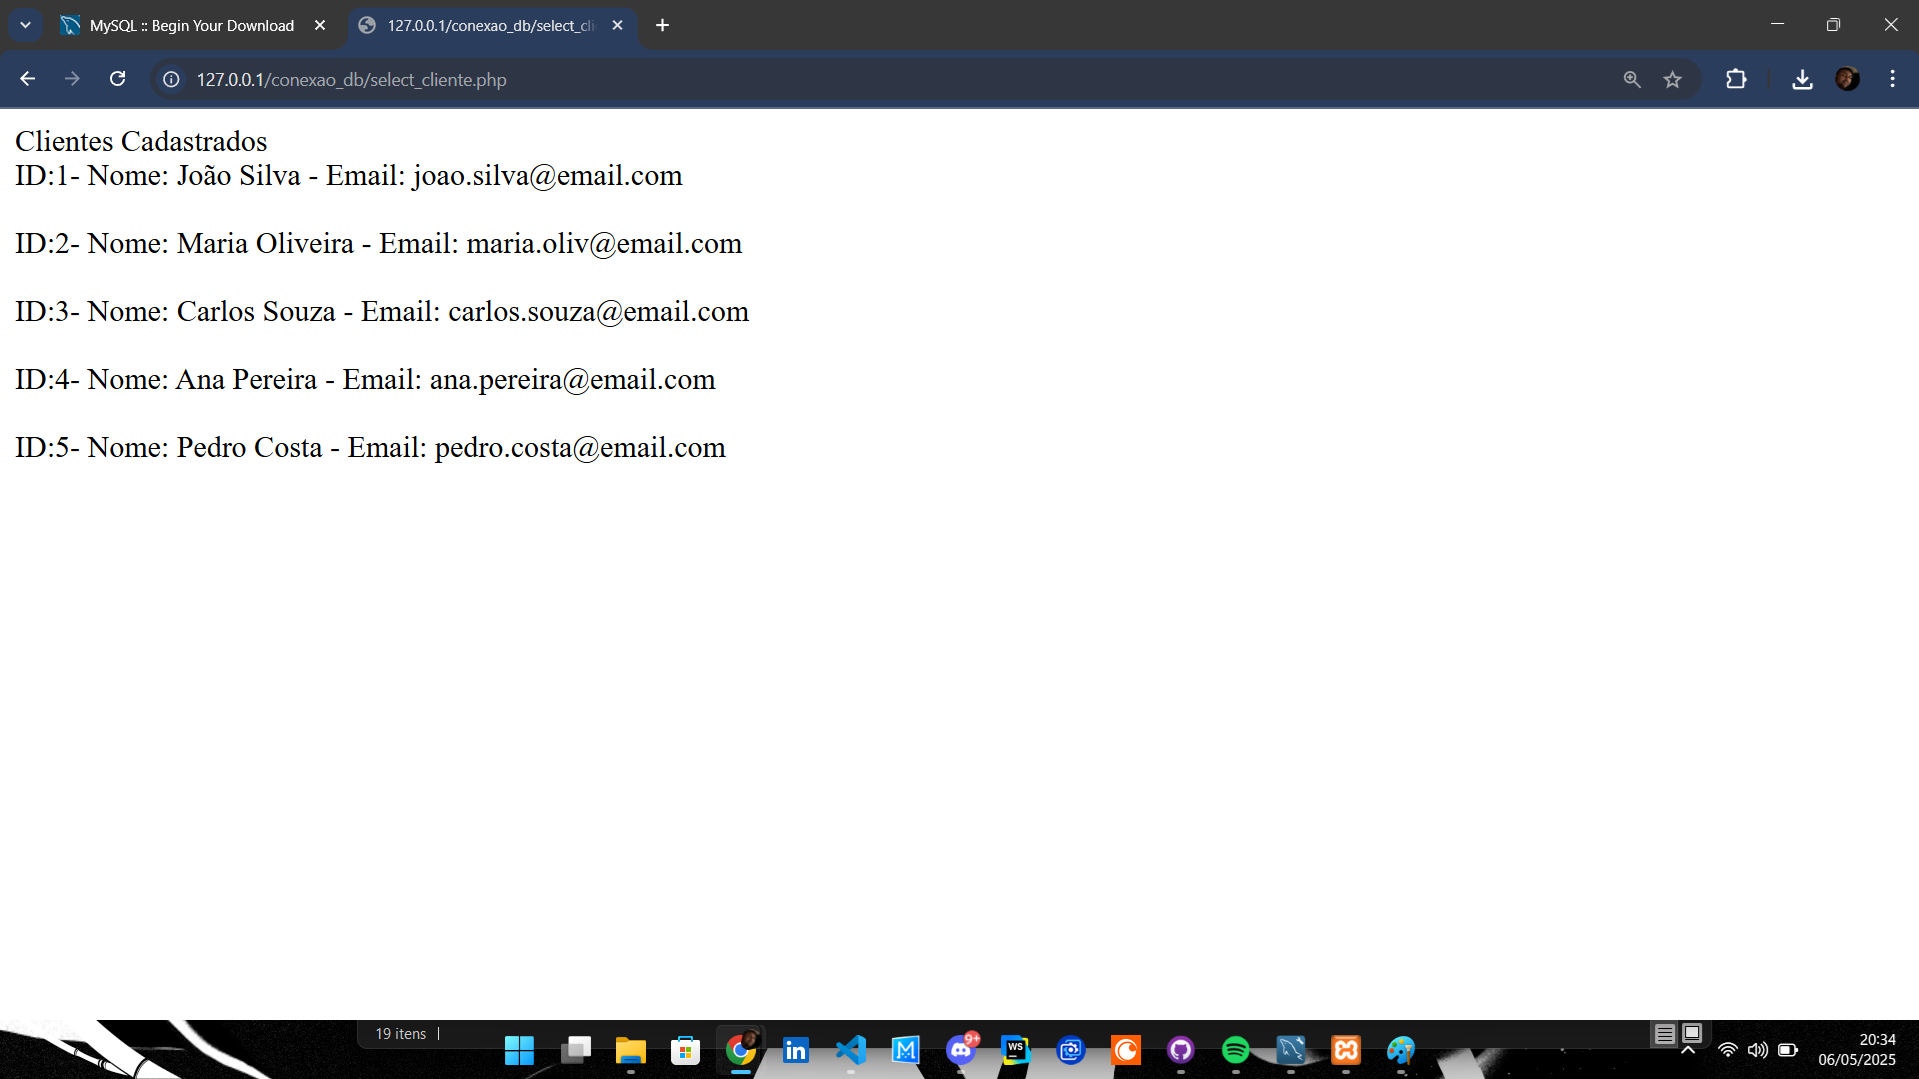 MySQL :: Begin Your Download
127.0.0.1/conexao_db/select_cli
127.0.0.1/conexao_db/select_cliente.php
Clientes Cadastrados
ID:1- Nome: João Silva - Email: joao.silva@email.com
ID:2- Nome: Maria Oliveira - Email: maria.oliv@email.com
ID:3- Nome: Carlos Souza - Email: carlos.souza@email.com
ID:4- Nome: Ana Pereira - Email: ana.pereira@email.com
ID:5- Nome: Pedro Costa - Email: pedro.costa@email.com
19 itens
in
9+
WS
20:34
06/05/2025